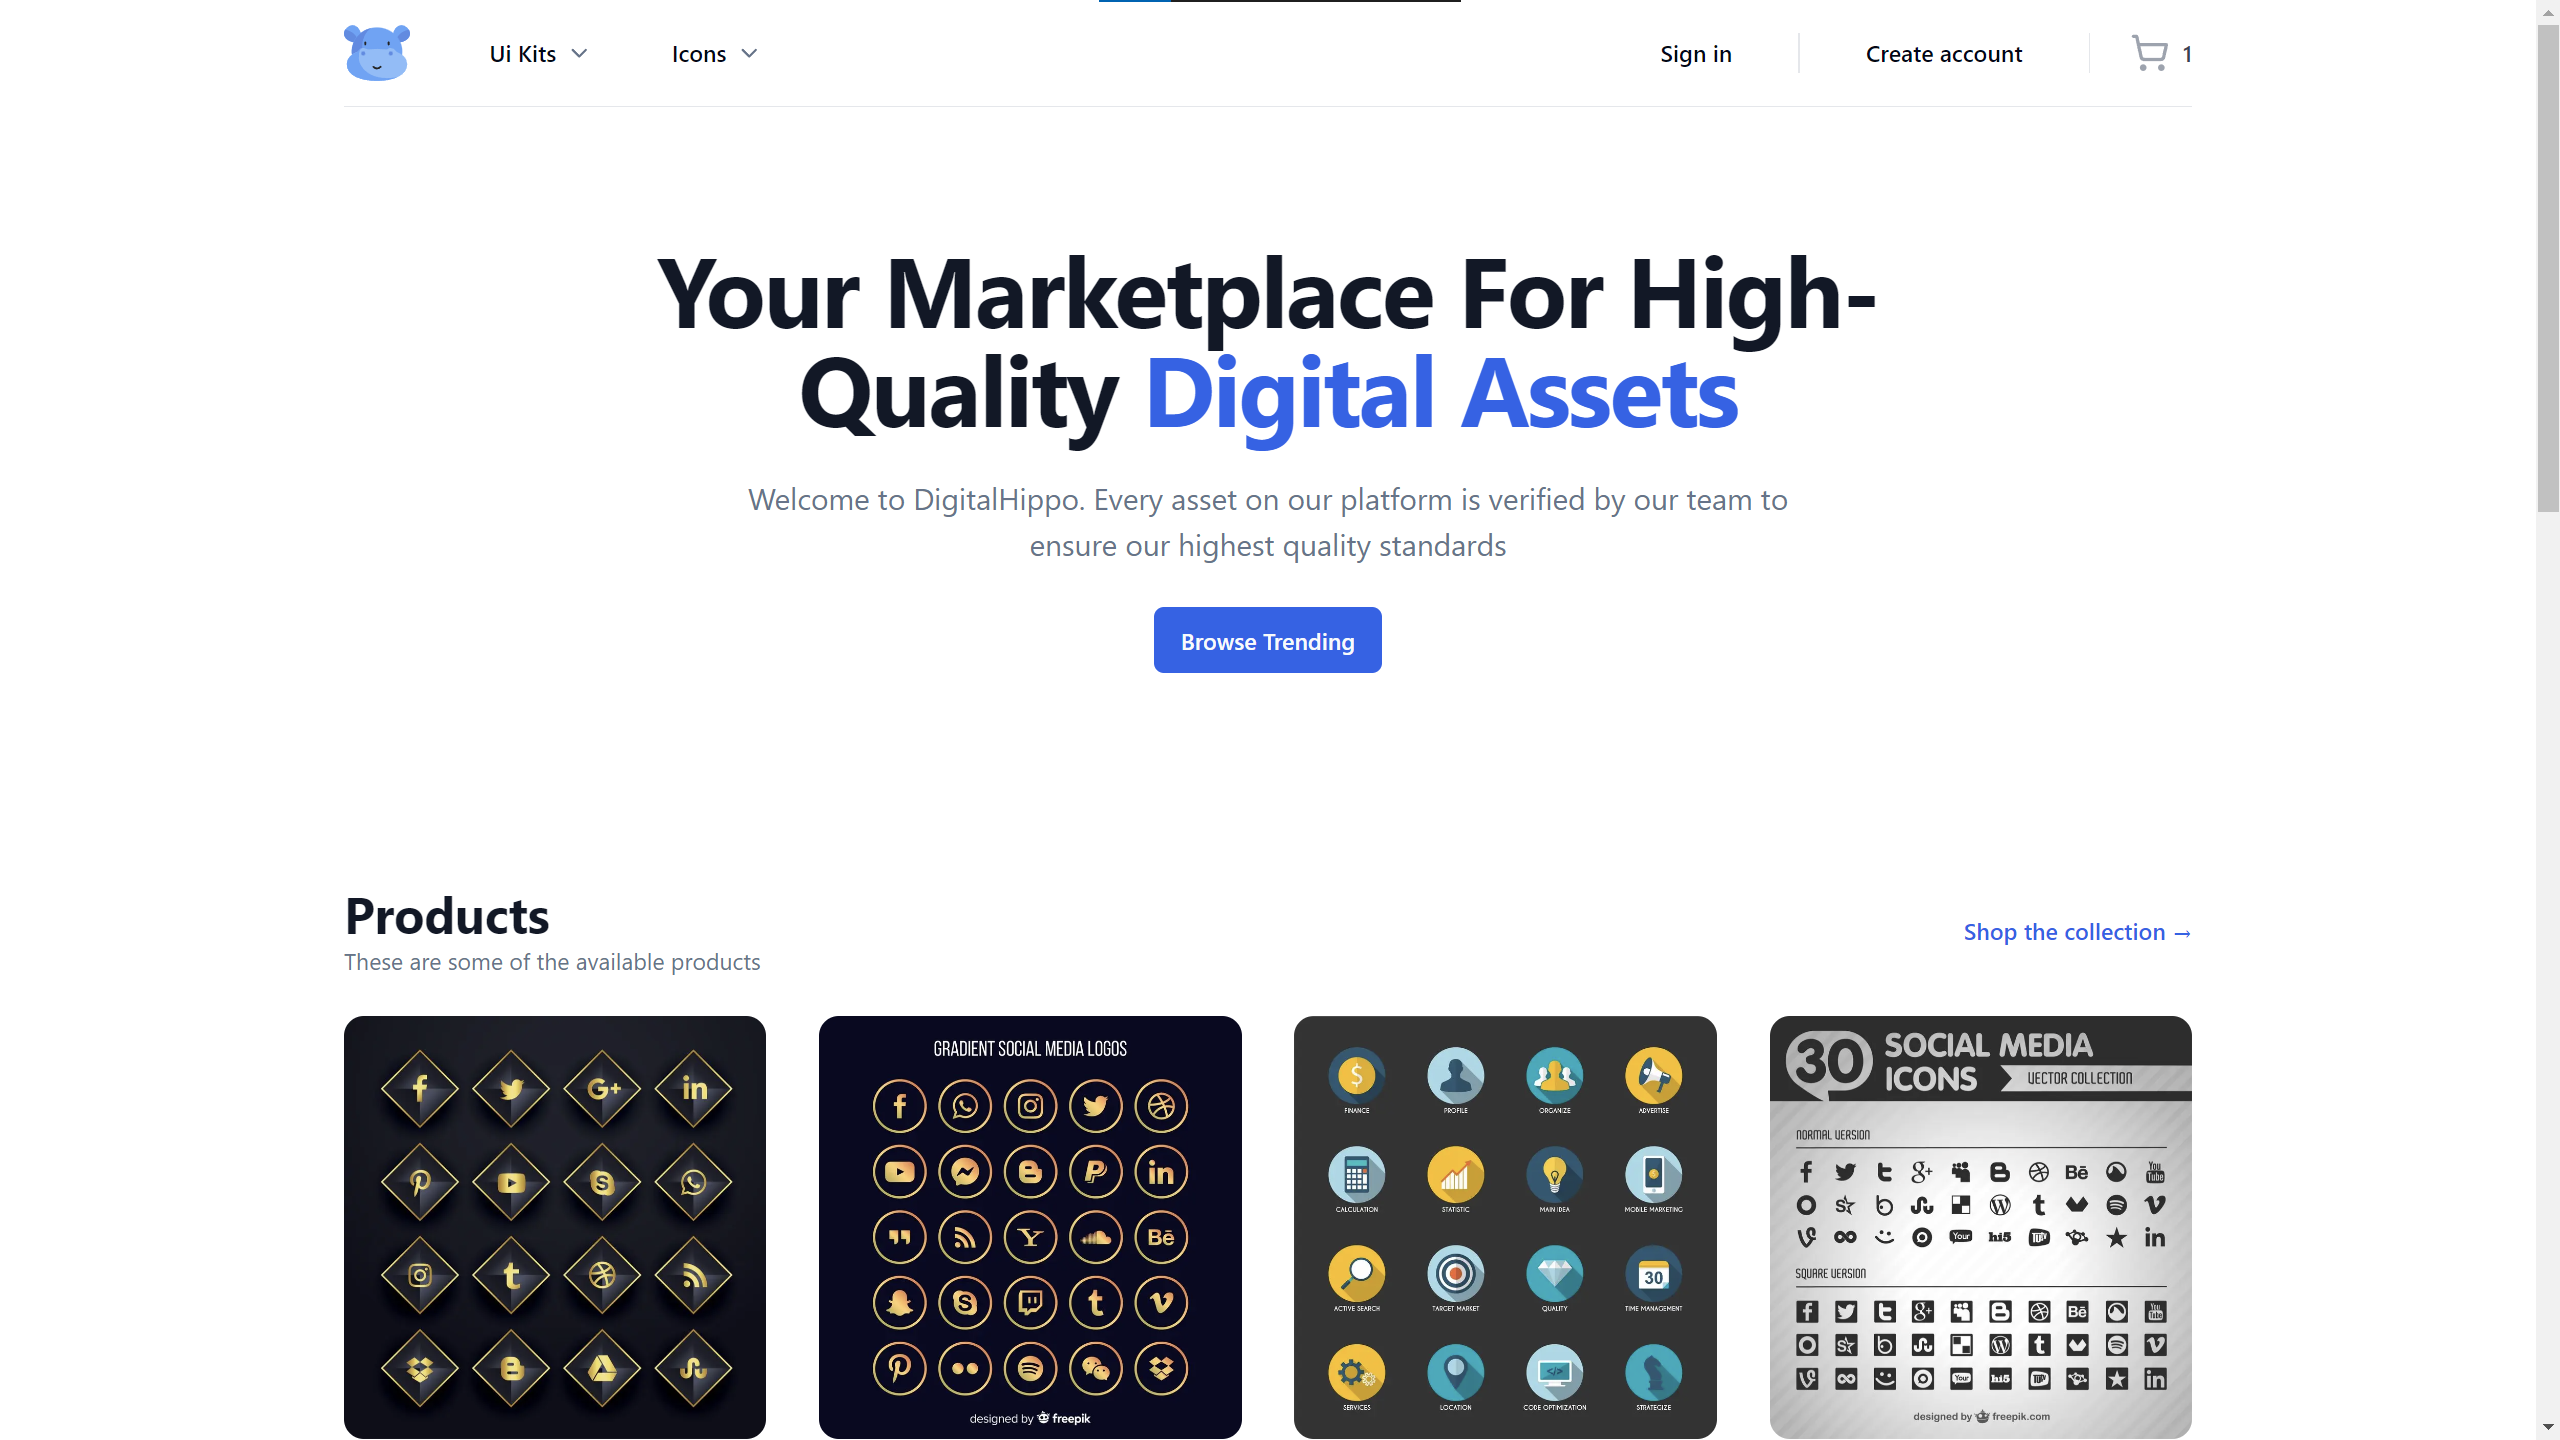 Ui Kits
Icons
Sign in
Create account
1
Your Marketplace For High-
Quality Digital Assets
Welcome to DigitalHippo. Every asset on our platform is verified by our team to
ensure our highest quality standards
Browse Trending
Products
Shop the collection →
These are some of the available products
GRADIENT SOCIAL MEDIA LOGOS
designed by freepik
FINANCE
PROFILE
ORGANIZE
ADVERTISE
CALCULATION
STATISTIC
MAIN IDEA
MOBILE MARKETING
ACTIVE SEARCH
TARGET MARKET
QUALITY
30
TIME MANAGEMENT
SERVICES
LOCATION
CODE OPTIMIZATION
STRATEGIZE
30 SOCIAL MEDIA
ICONS
VECTOR COLLECTION
NORMAL VERSION
SQUARE VERSION
designed by freepik.com